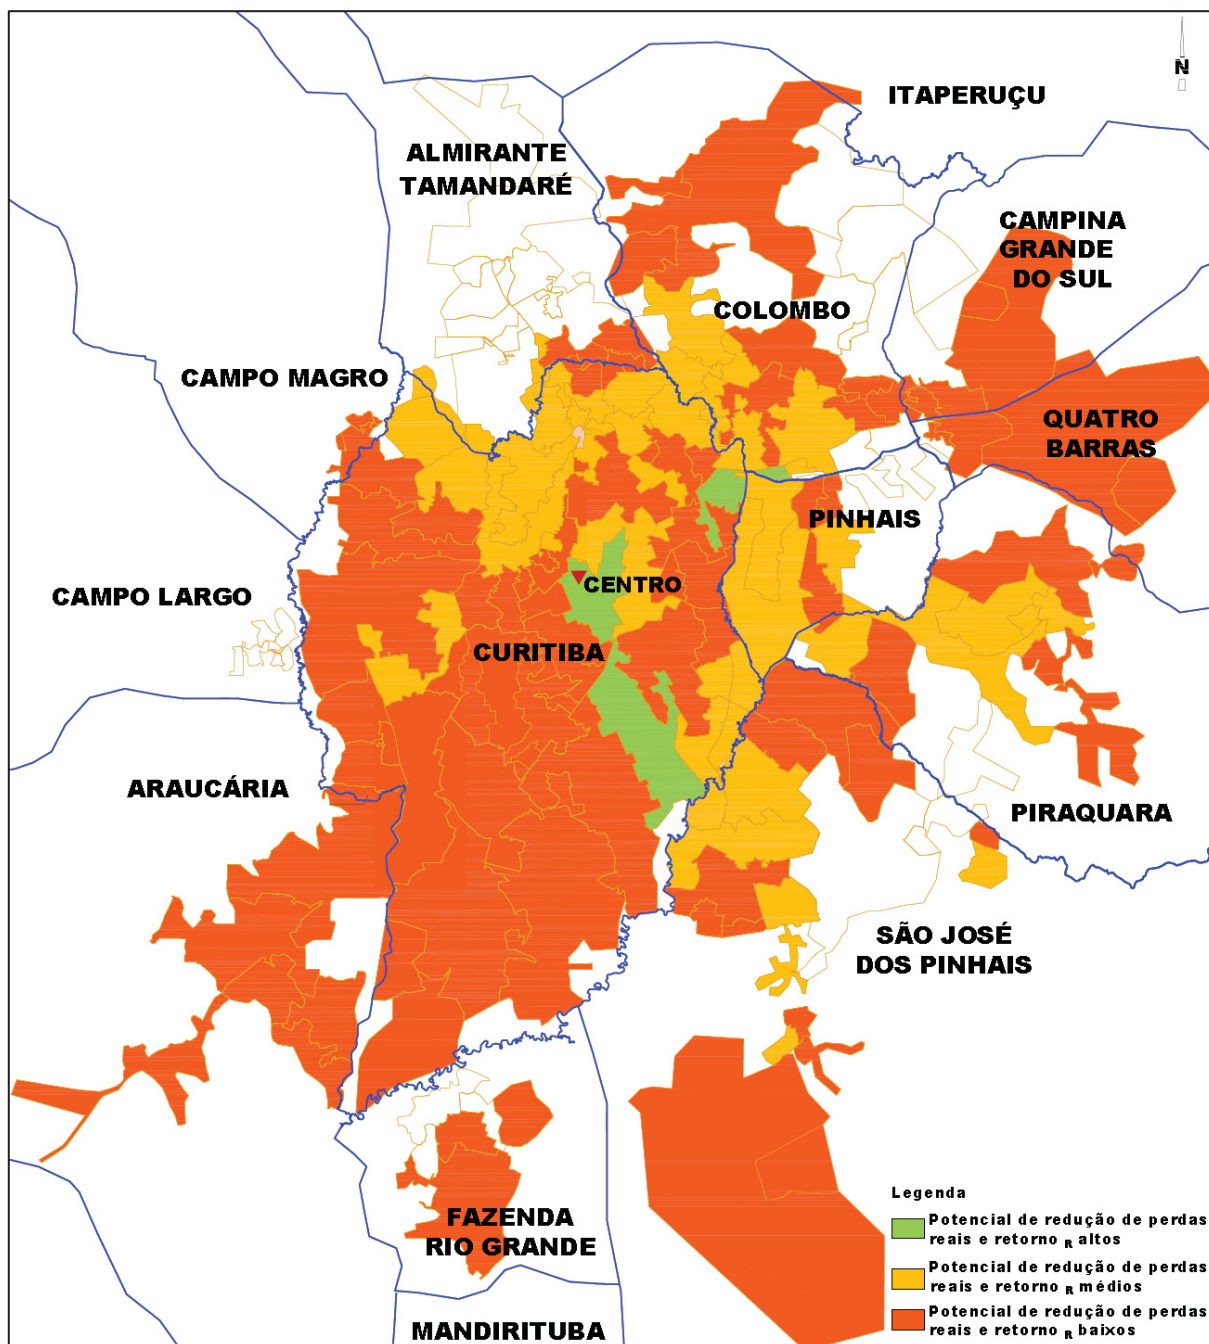 N
ITAPERUÇU
ALMIRANTE
TAMANDARÉ
CAMPINA
GRANDE
DO SUL
COLOMBO
CAMPO MAGRO
QUATRO
BARRAS
PINHAIS
CENTRO
CAMPO LARGO
CURITIBA
ARAUCÁRIA
PIRAQUARA
SÃO JOSÉ
DOS PINHAIS
Legenda
Potencial de redução de perdas
reais e retorno R altos
Potencial de redução de perdas
reais e retorno R médios
Potencial de redução de perdas
reais e retorno R baixos
FAZENDA
RIO GRANDE
MANDIRITUBA